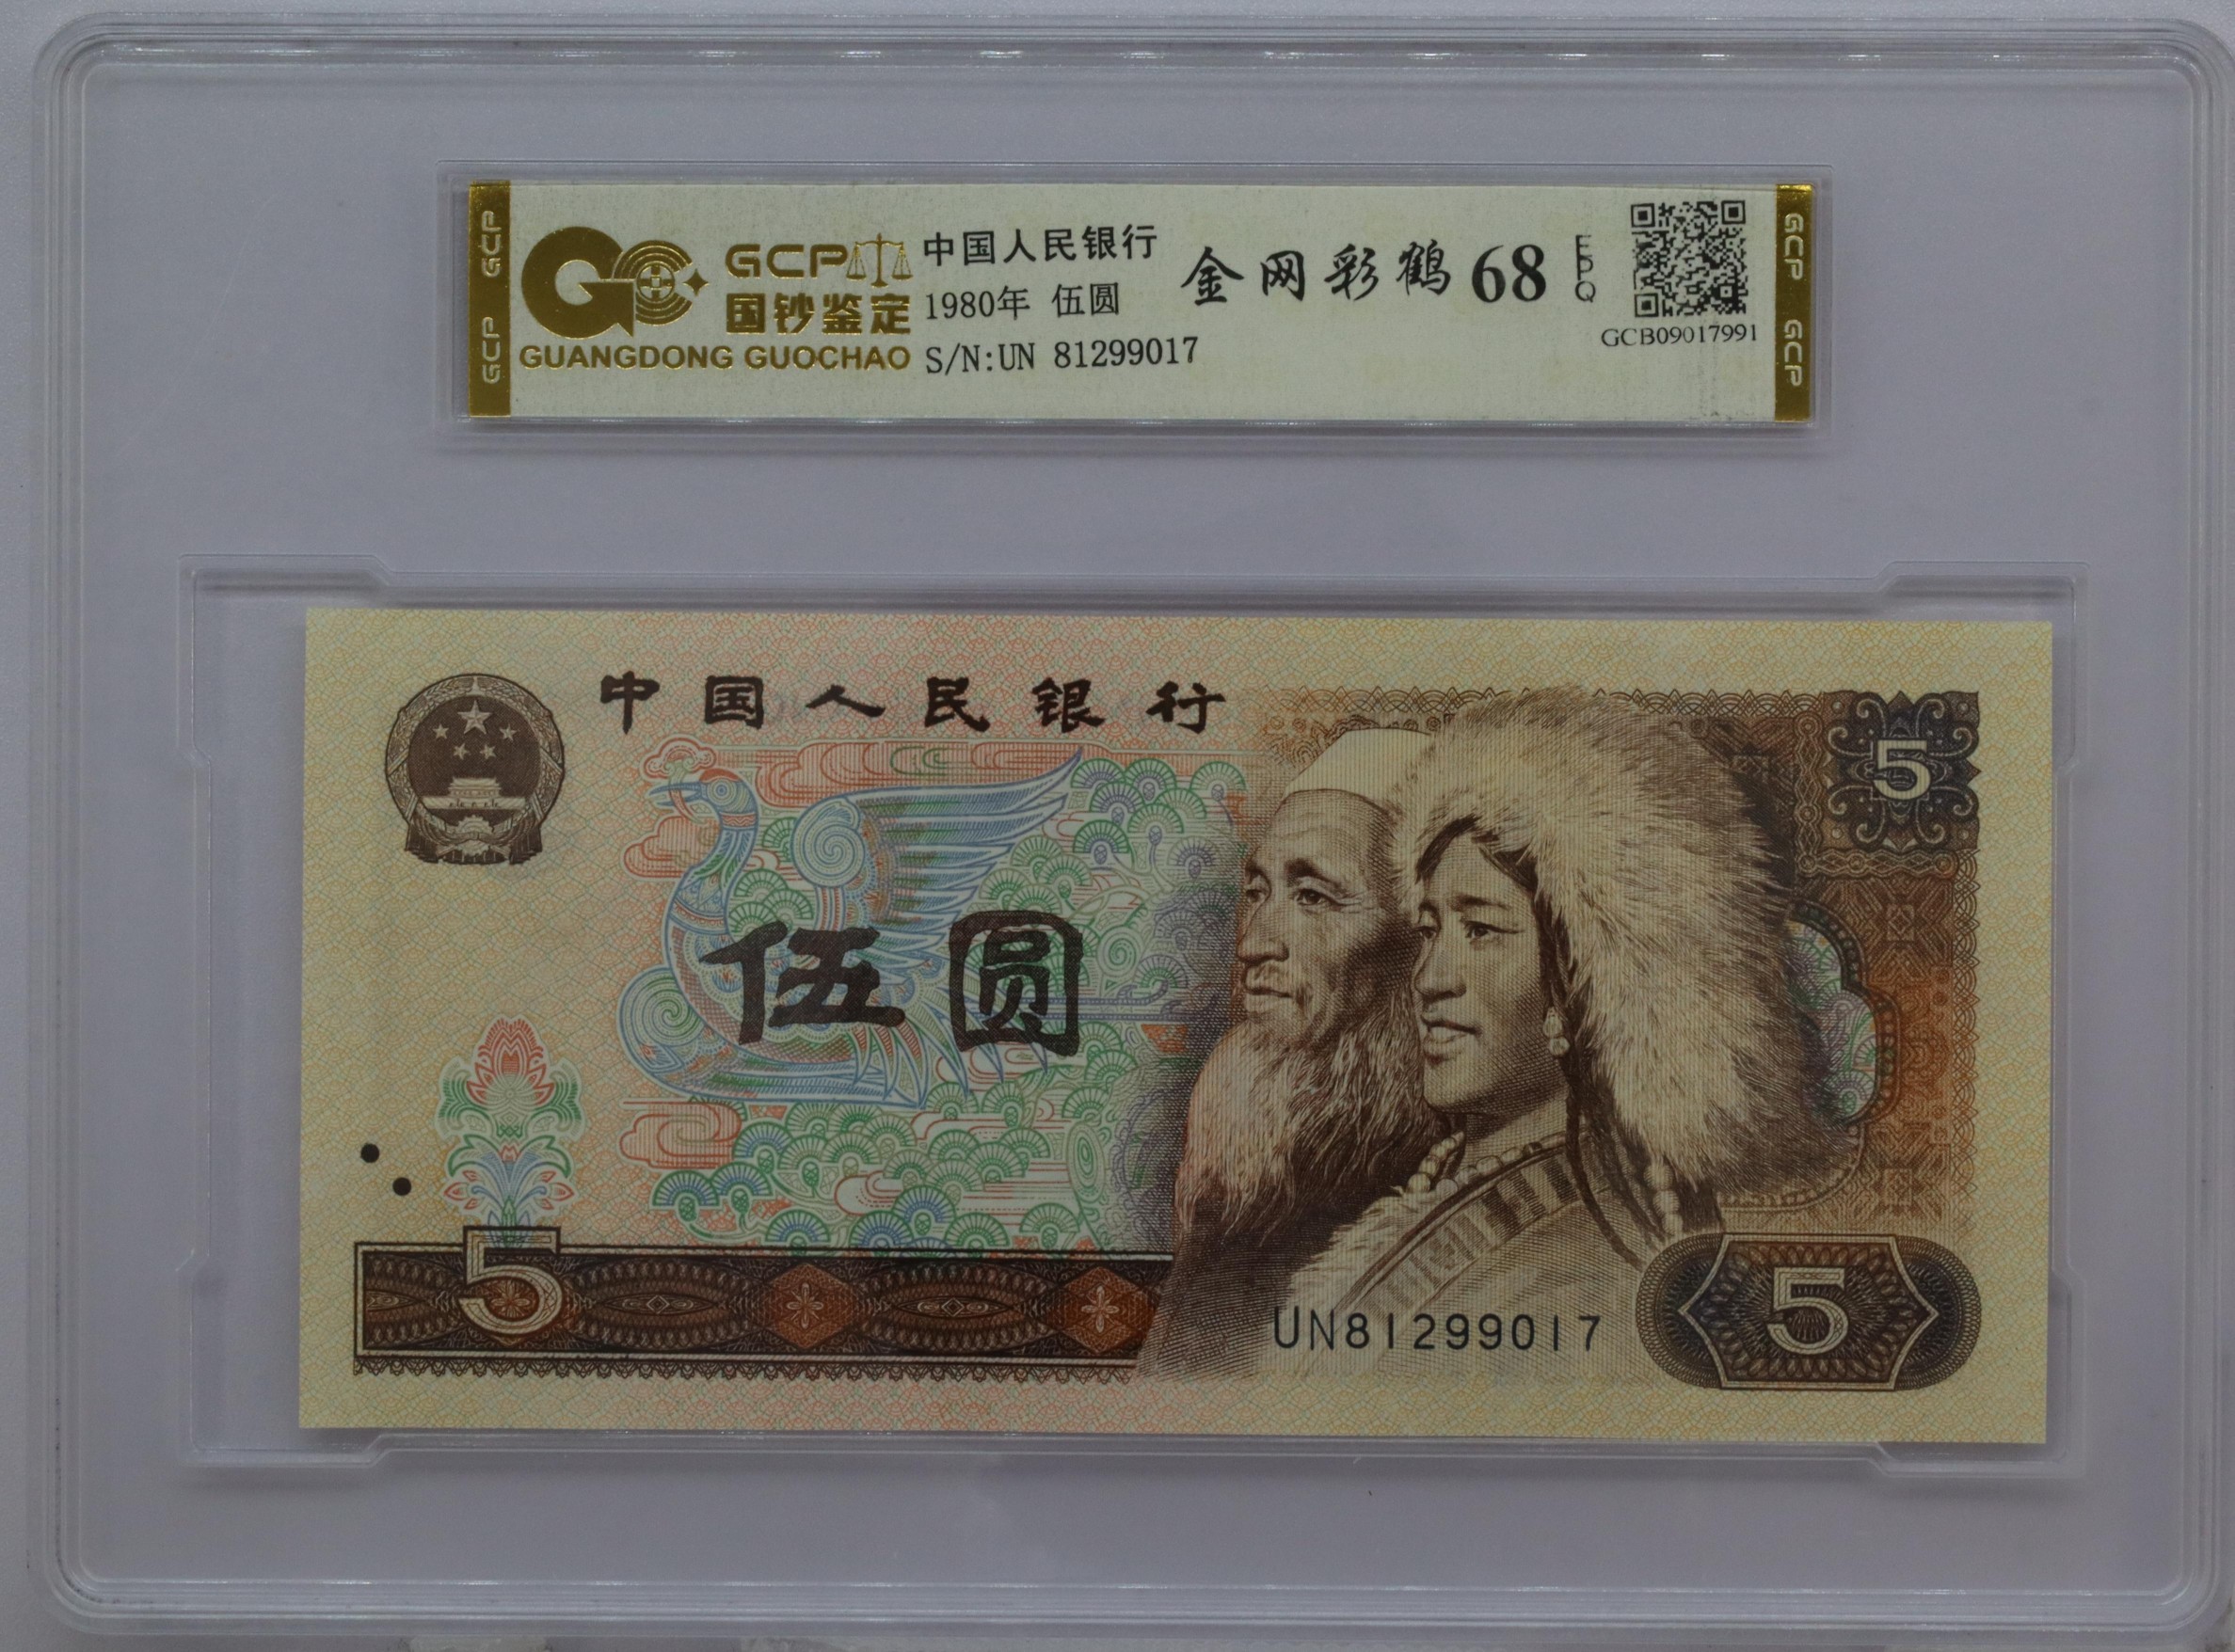 GCP GCP
GCP
国钞鉴定
GUANGDONG GUOCHAO
中国人民银行
1980年 伍圆
S/N:UN 81299017
金网彩鹤 68 EPQ
GCB09017991
GCP GCP
中国人民银行
5
伍圆
5
UN81299017
5